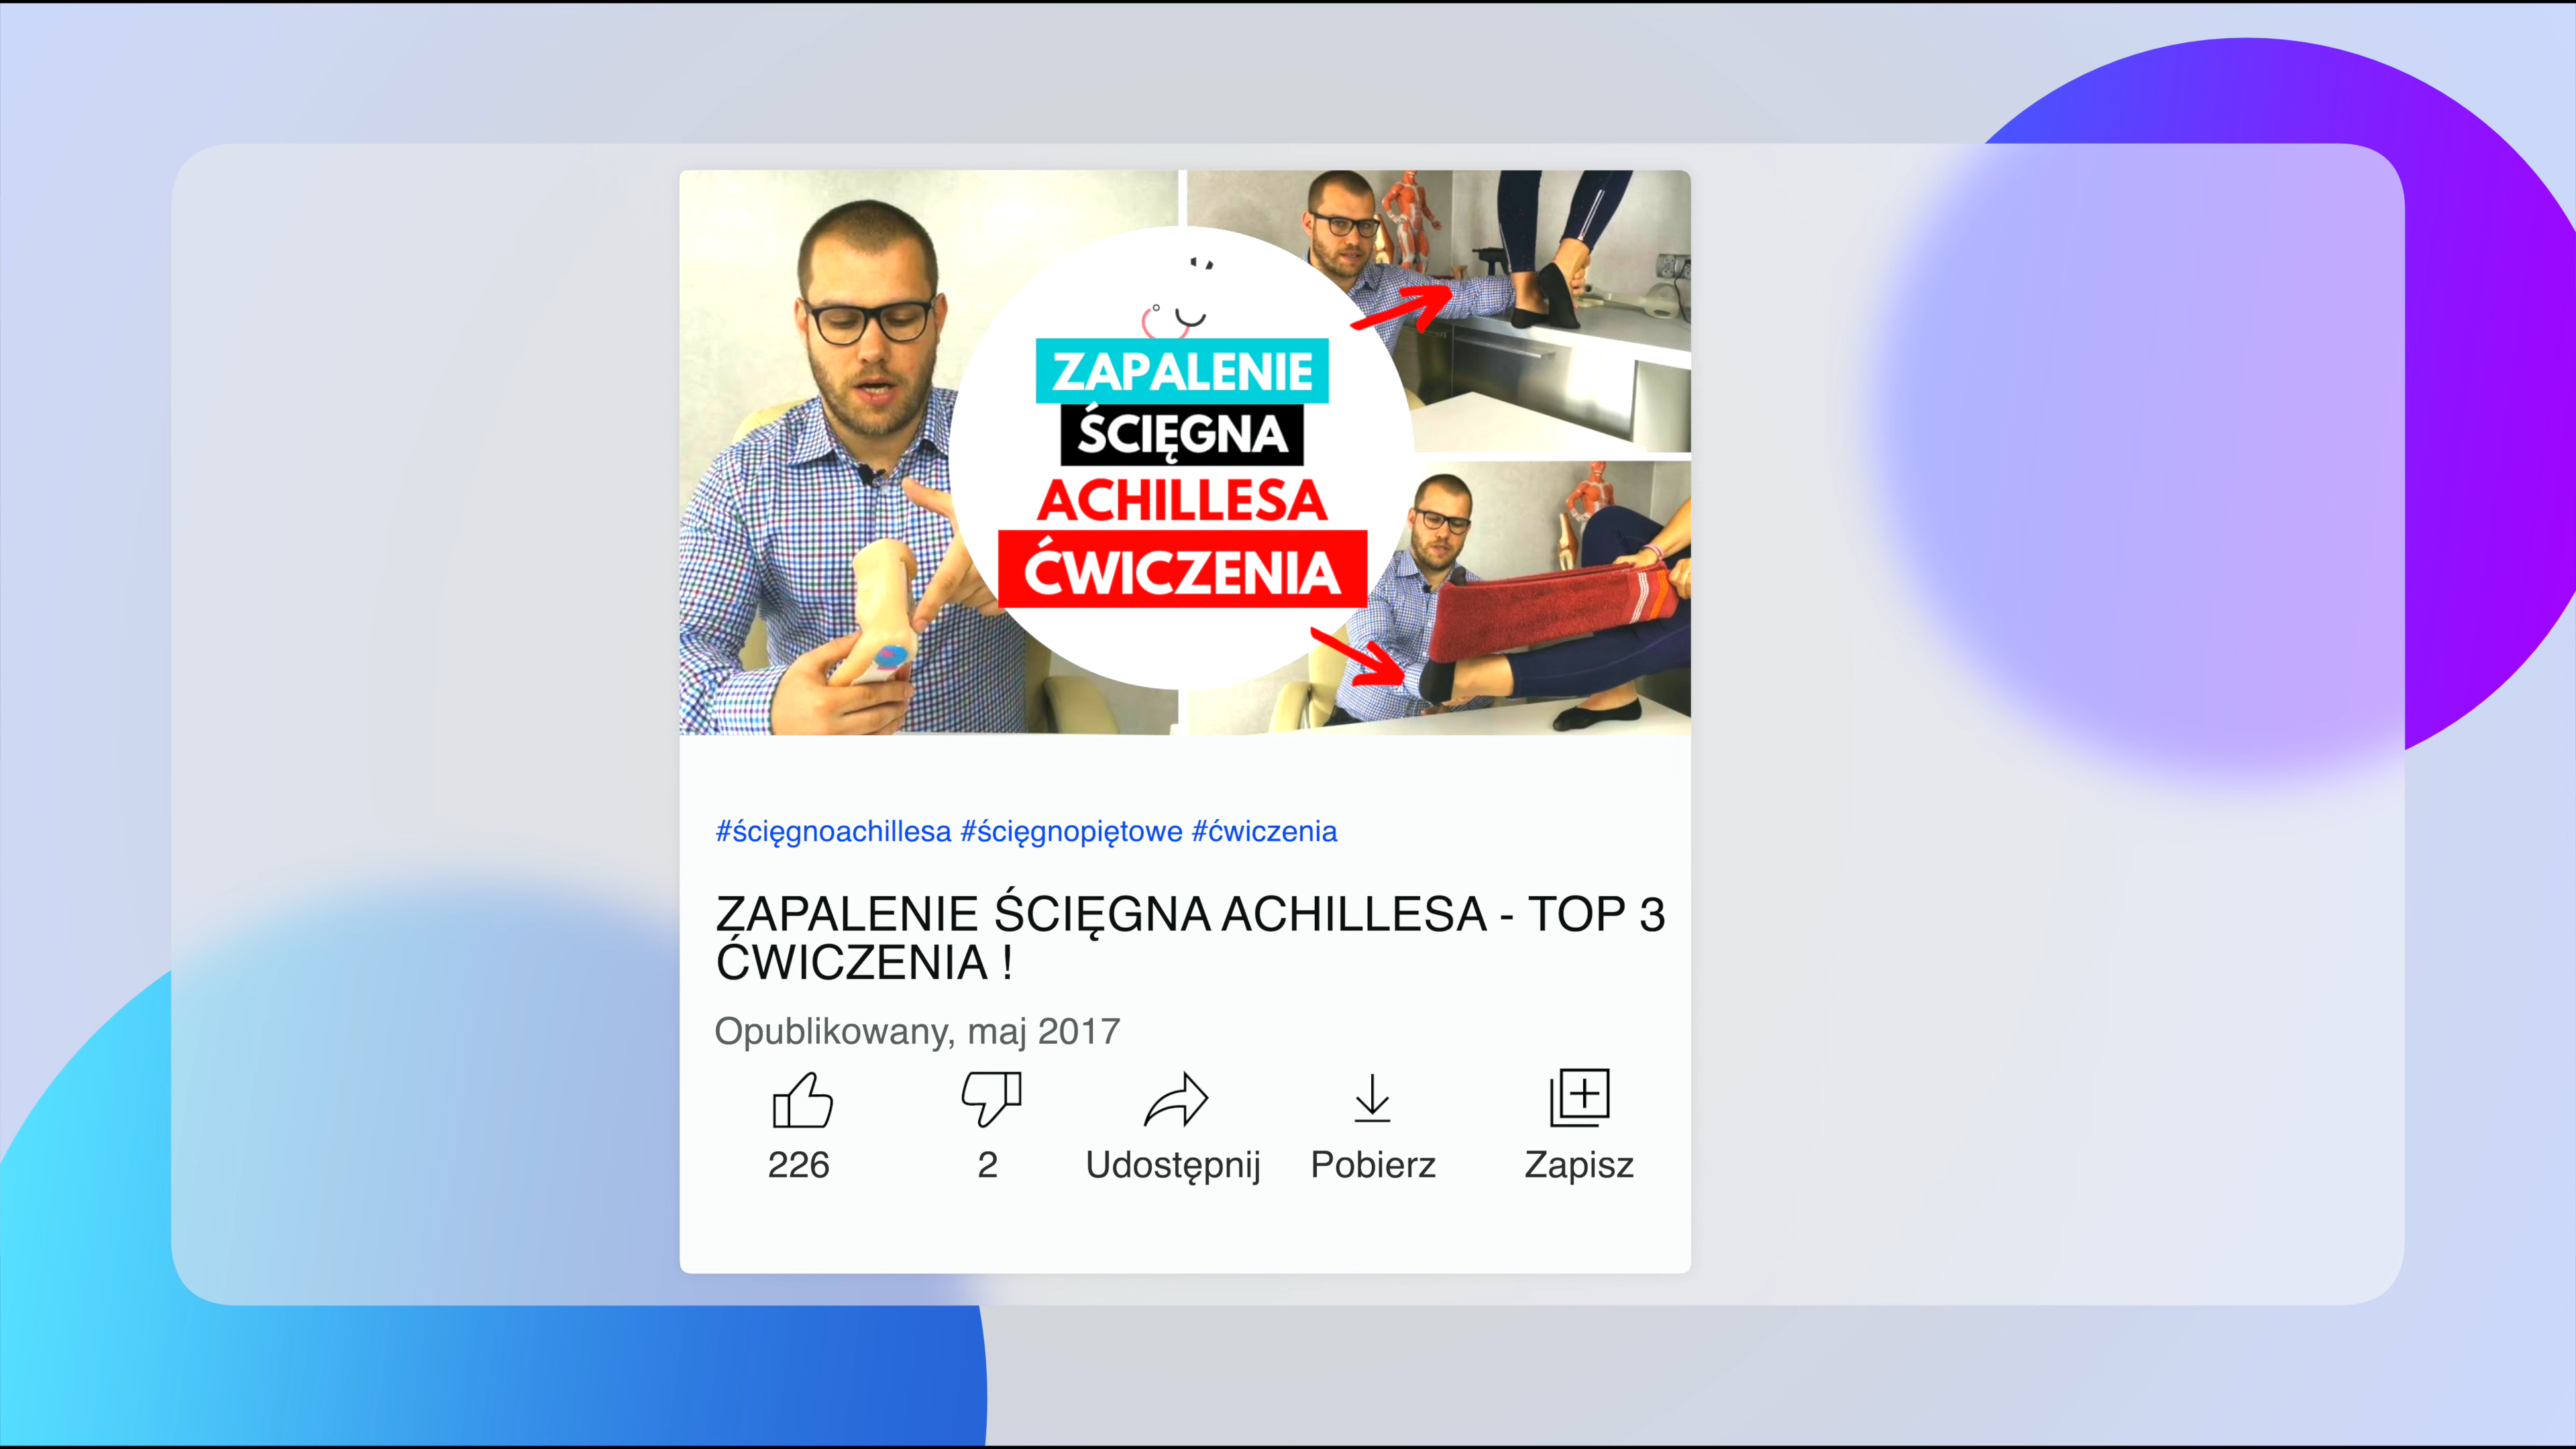 ZAPALENIE
ŚCIĘGNA
ACHILLESA
ĆWICZENIA
#ścięgnoachillesa #ścięgnopiętowe #ćwiczenia
ZAPALENIE ŚCIĘGNA ACHILLESA - TOP 3
ĆWICZENIA !
Opublikowany, maj 2017
226 2 Udostępnij Pobierz Zapisz